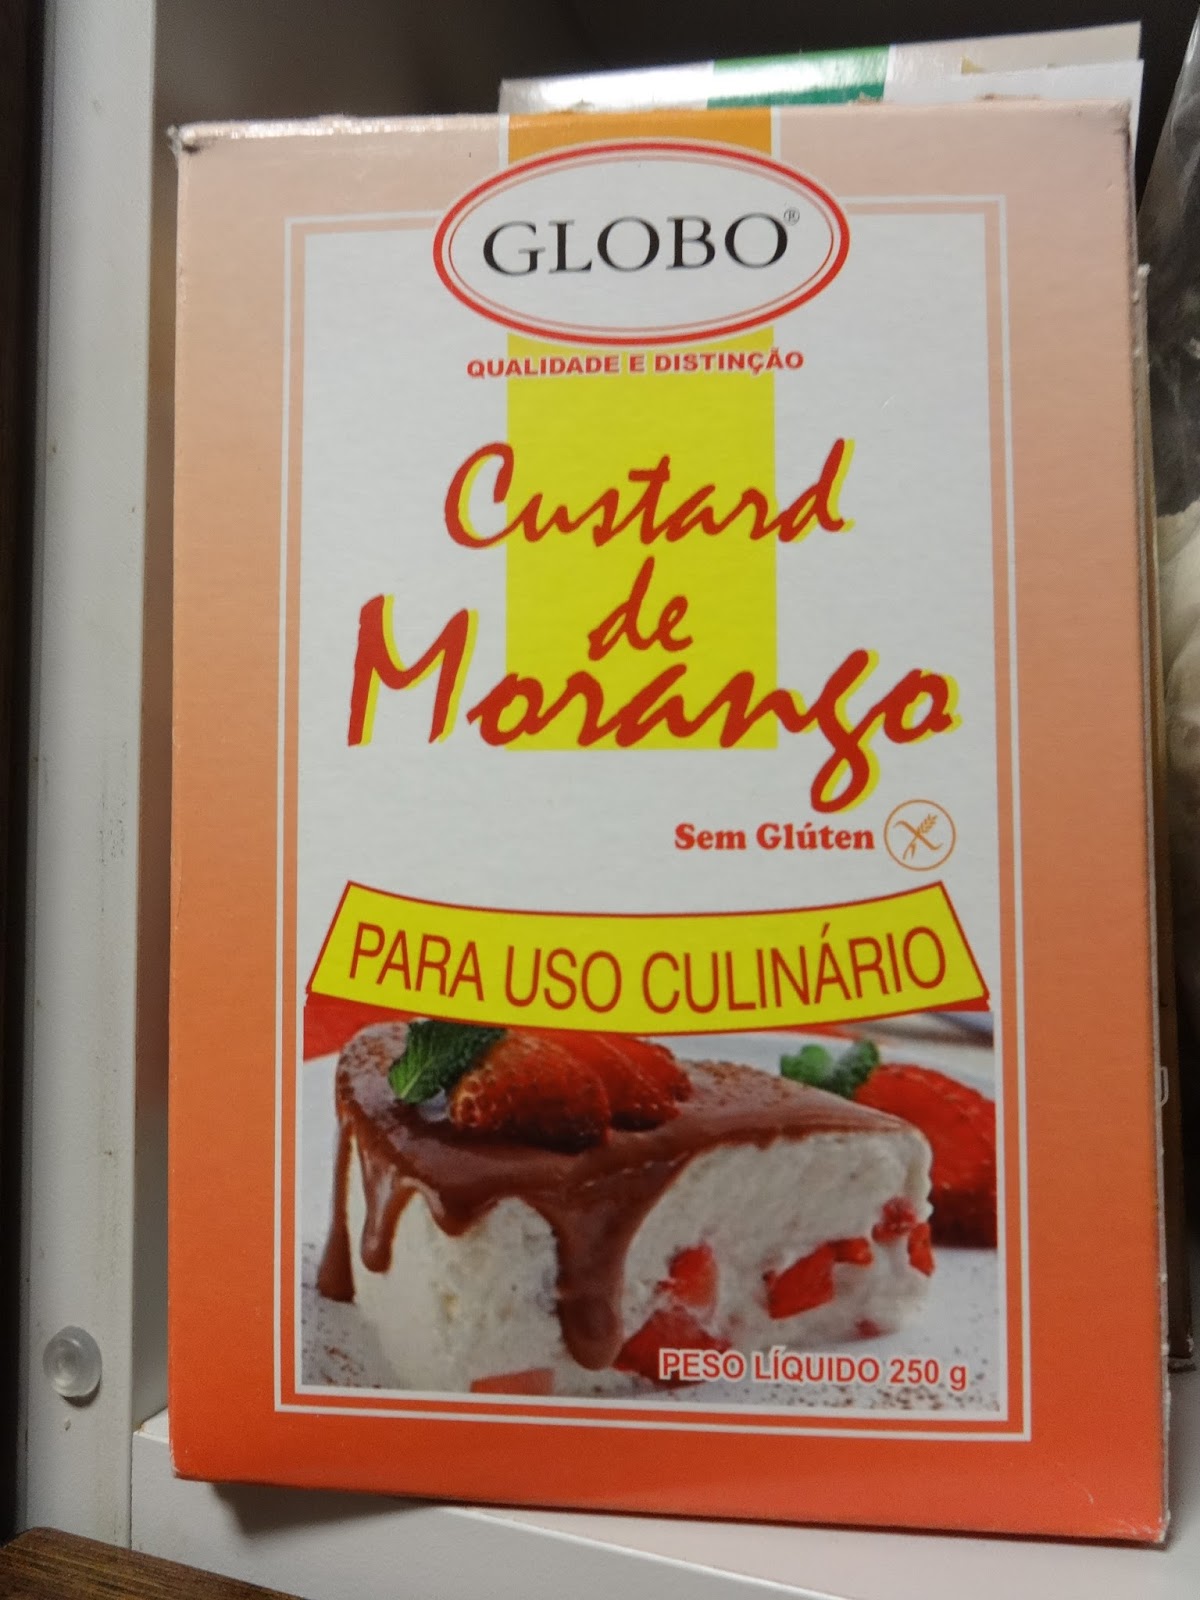 GLOBO®
QUALIDADE E DISTINÇÃO
Custard
de
Morango
Sem Glúten
PARA USO CULINÁRIO
PESO LÍQUIDO 250 g